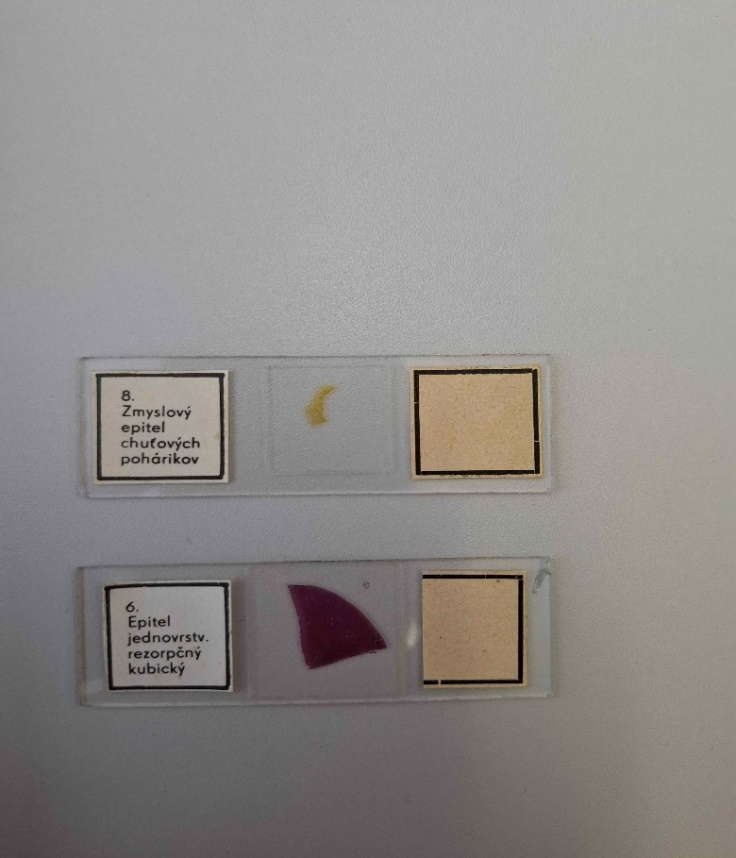 8.
Zmyslový
epitel
chuťových
pohárikov
6.
Epitel
jednovrstv.
rezorpčný
kubický